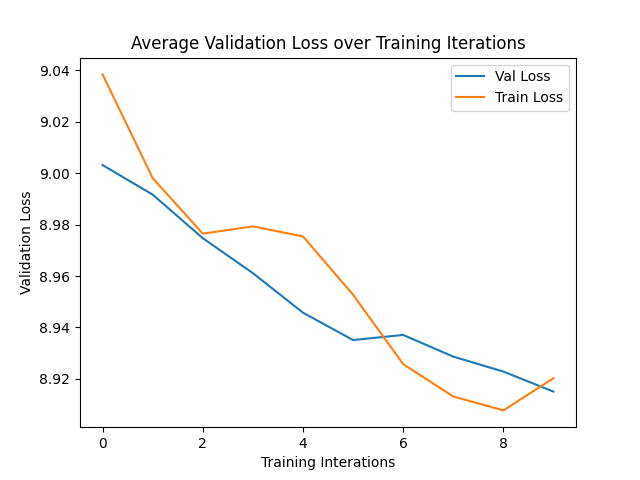 Average Validation Loss over Training Iterations
Val Loss
Train Loss
Validation Loss
9.04
9.02
9.00
8.98
8.96
8.94
8.92
0 2 4 6 8
Training Interations